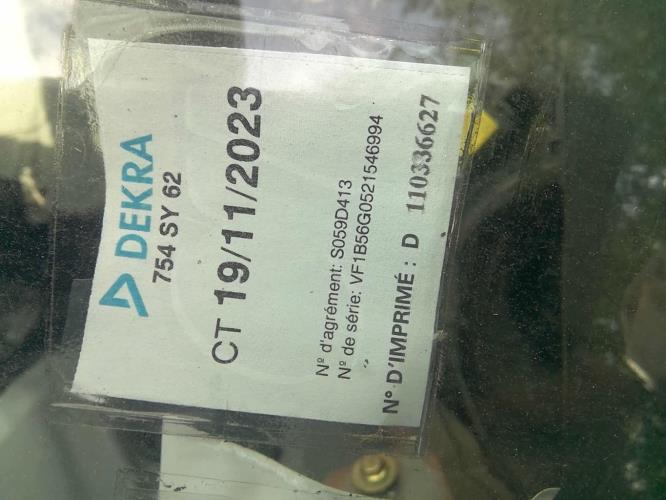 DEKRA
754 SY 62
CT 19/11/2023
N° d'agrément: S059D413
N° de série: VF1B56G0521546994
N° D'IMPRIMÉ : D 110336627